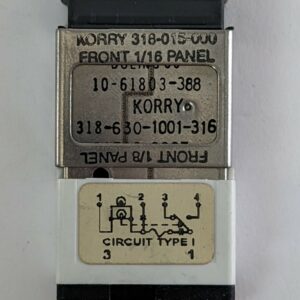 KORRY 318-015-000
FRONT 1/16 PANEL
10-61803-388
KORRY
318-630-1001-316
FRONT 1/8 PANEL
1 2 3 4
CIRCUIT TYPE I
3 1